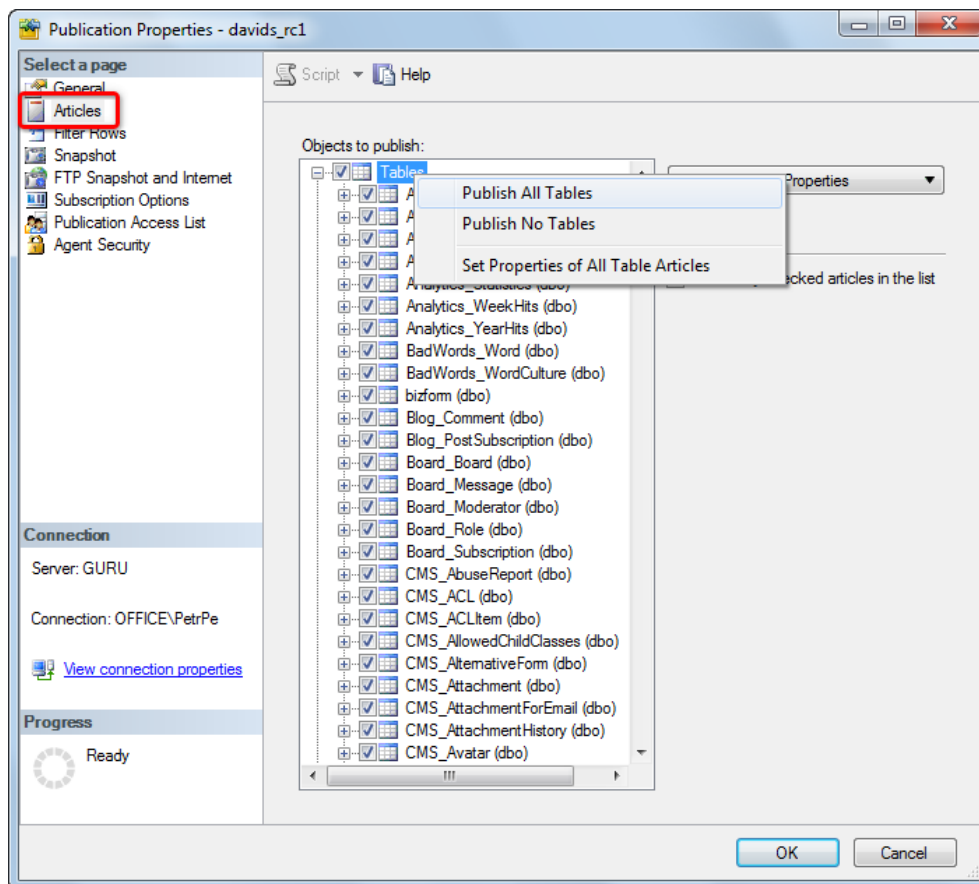 Publication Properties - davids_rc1
Select a page
General
Articles
Filter Rows
Snapshot
FTP Snapshot and Internet
Subscription Options
Publication Access List
Agent Security
Connection
Server: GURU
Connection: OFFICE\PetrPe
View connection properties
Progress
Ready
Script
Help
Objects to publish:
Tables
Publish All Tables
Publish No Tables
Set Properties of All Table Articles
Properties
articles in the list
Analytics_Statistics (dbo)
Analytics_WeekHits (dbo)
Analytics_YearHits (dbo)
BadWords_Word (dbo)
BadWords_WordCulture (dbo)
bizform (dbo)
Blog_Comment (dbo)
Blog_PostSubscription (dbo)
Board_Board (dbo)
Board_Message (dbo)
Board_Moderator (dbo)
Board_Role (dbo)
Board_Subscription (dbo)
CMS_AbuseReport (dbo)
CMS_ACL (dbo)
CMS_ACLItem (dbo)
CMS_AllowedChildClasses (dbo)
CMS_AlternativeForm (dbo)
CMS_Attachment (dbo)
CMS_AttachmentForEmail (dbo)
CMS_AttachmentHistory (dbo)
CMS_Avatar (dbo)
OK
Cancel